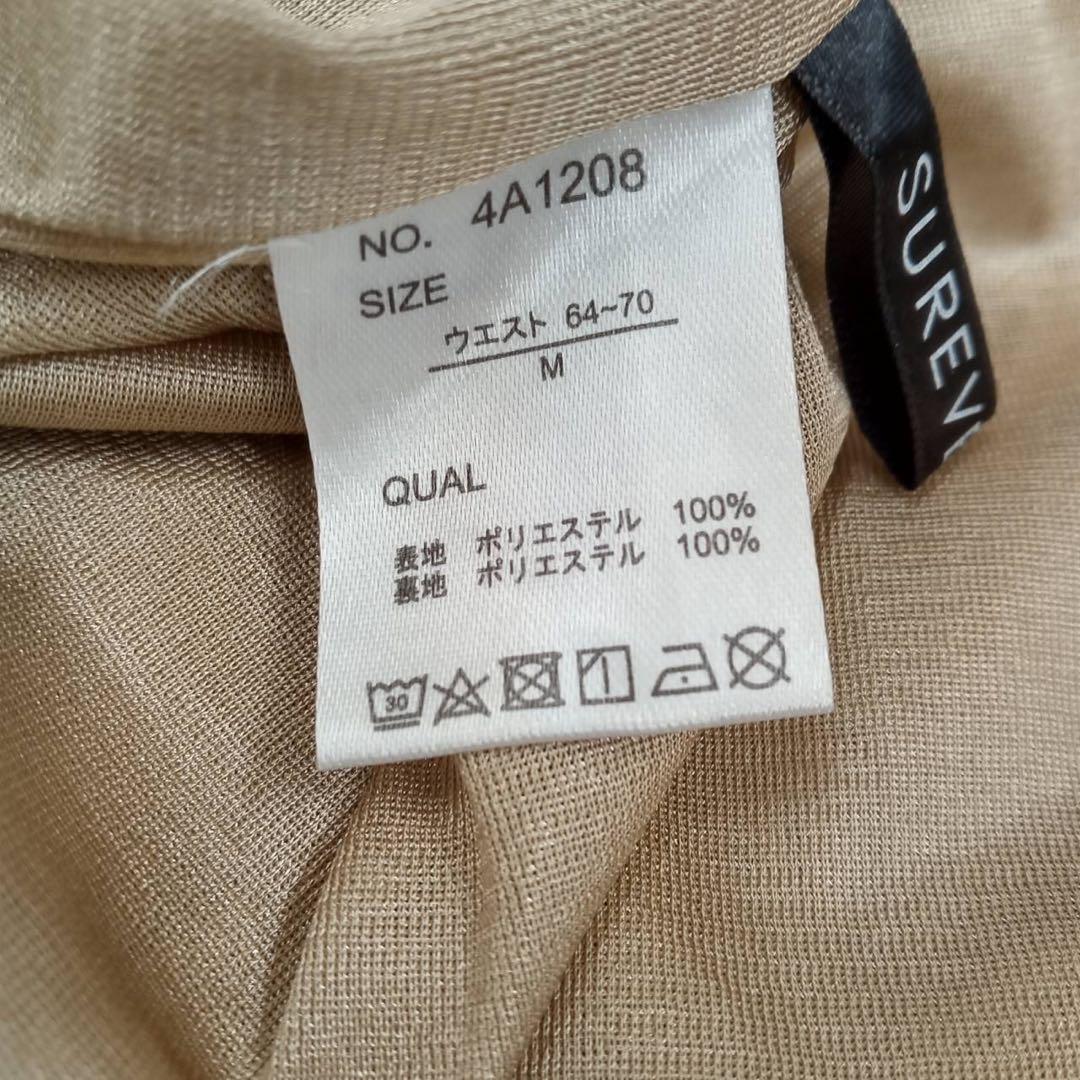 NO. 4A1208
SIZE
ウエスト 64~70
M
QUAL
表地 ポリエステル 100%
裏地 ポリエステル 100%
30
SUREV